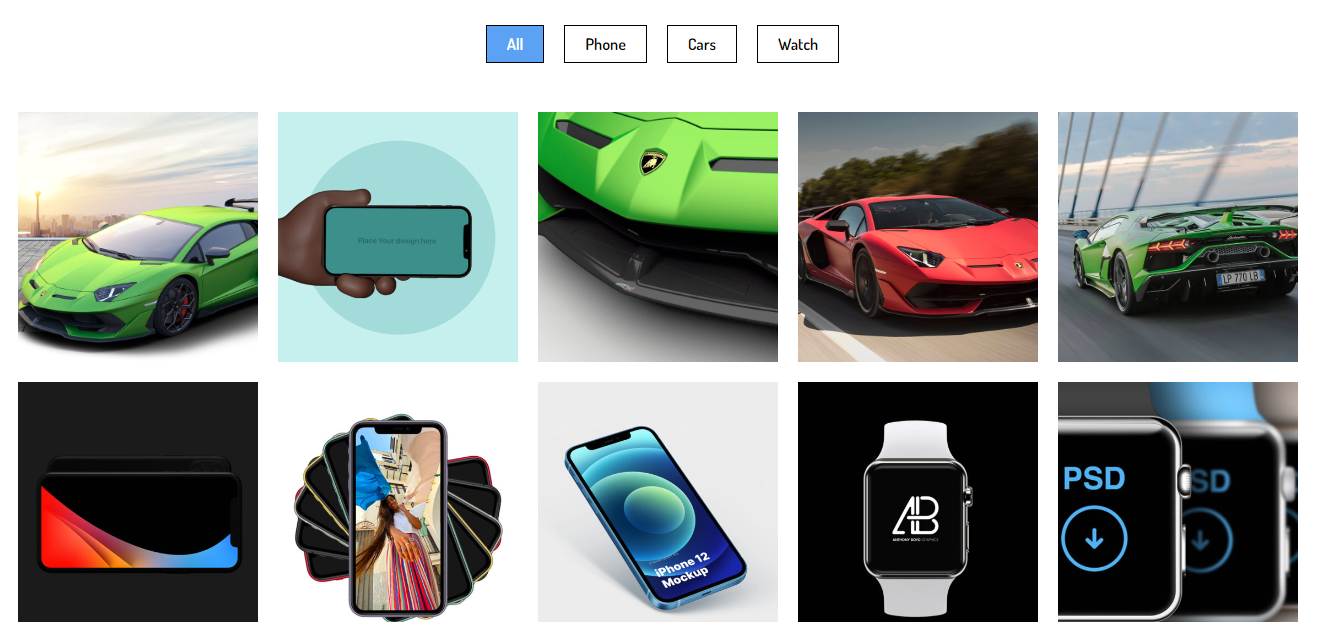 All
Phone
Cars
Watch
Place Your design here
LP 770 LB
iPhone 12
Mockup
AB
ANTHONY BOYD GRAPHICS
PSD
SD